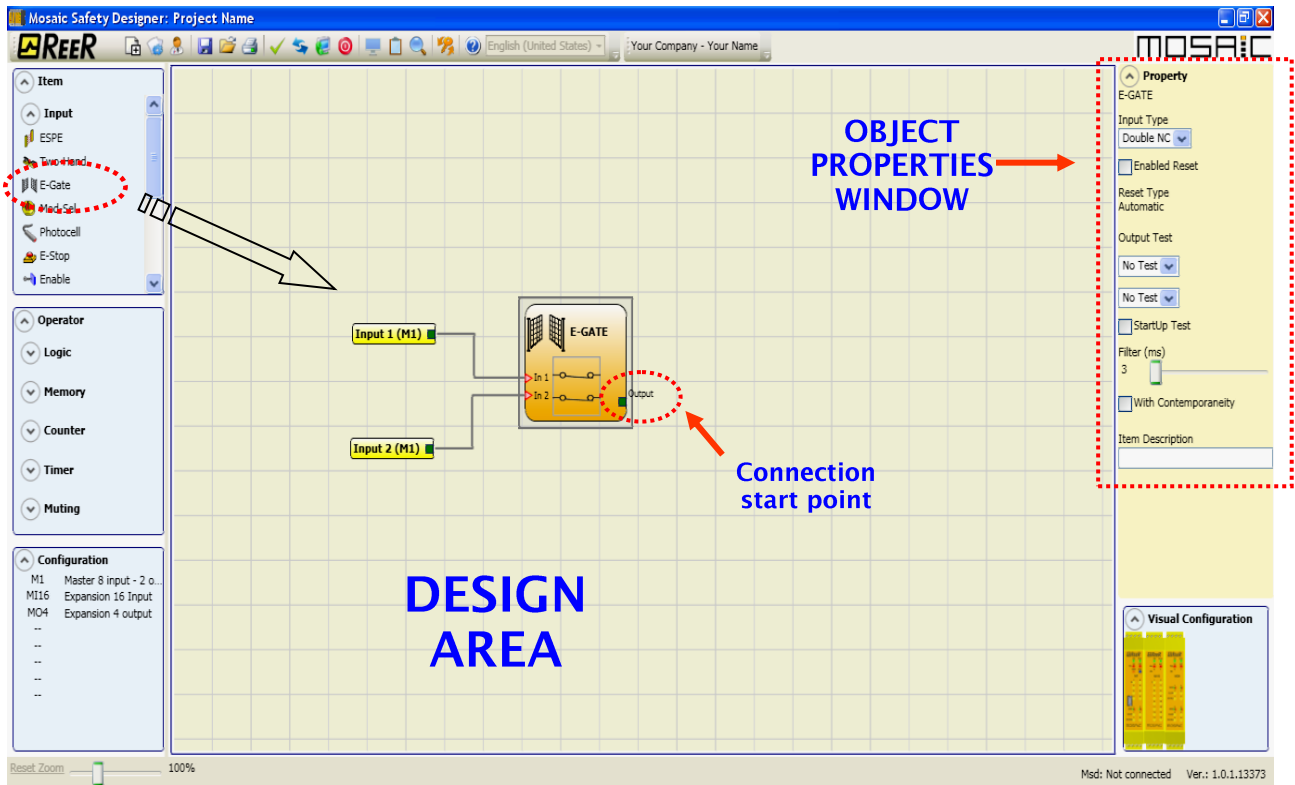 Mosaic Safety Designer: Project Name
REER
English (United States)
Your Company - Your Name
MOSAIC
Item
Input
ESPE
Two-Hand
E-Gate
Mod-Sel
Photocell
E-Stop
Enable
Operator
Logic
Memory
Counter
Timer
Muting
Configuration
M1 Master 8 input - 2 o...
MI16 Expansion 16 Input
MO4 Expansion 4 output
--
--
--
--
--
Reset Zoom
100%
Input 1 (M1)
Input 2 (M1)
E-GATE
In 1
In 2
Output
Connection
start point
DESIGN
AREA
OBJECT
PROPERTIES
WINDOW
Property
E-GATE
Input Type
Double NC
Enabled Reset
Reset Type
Automatic
Output Test
No Test
No Test
StartUp Test
Filter (ms)
3
With Contemporaneity
Item Description
Visual Configuration
Msd: Not connected Ver.: 1.0.1.13373